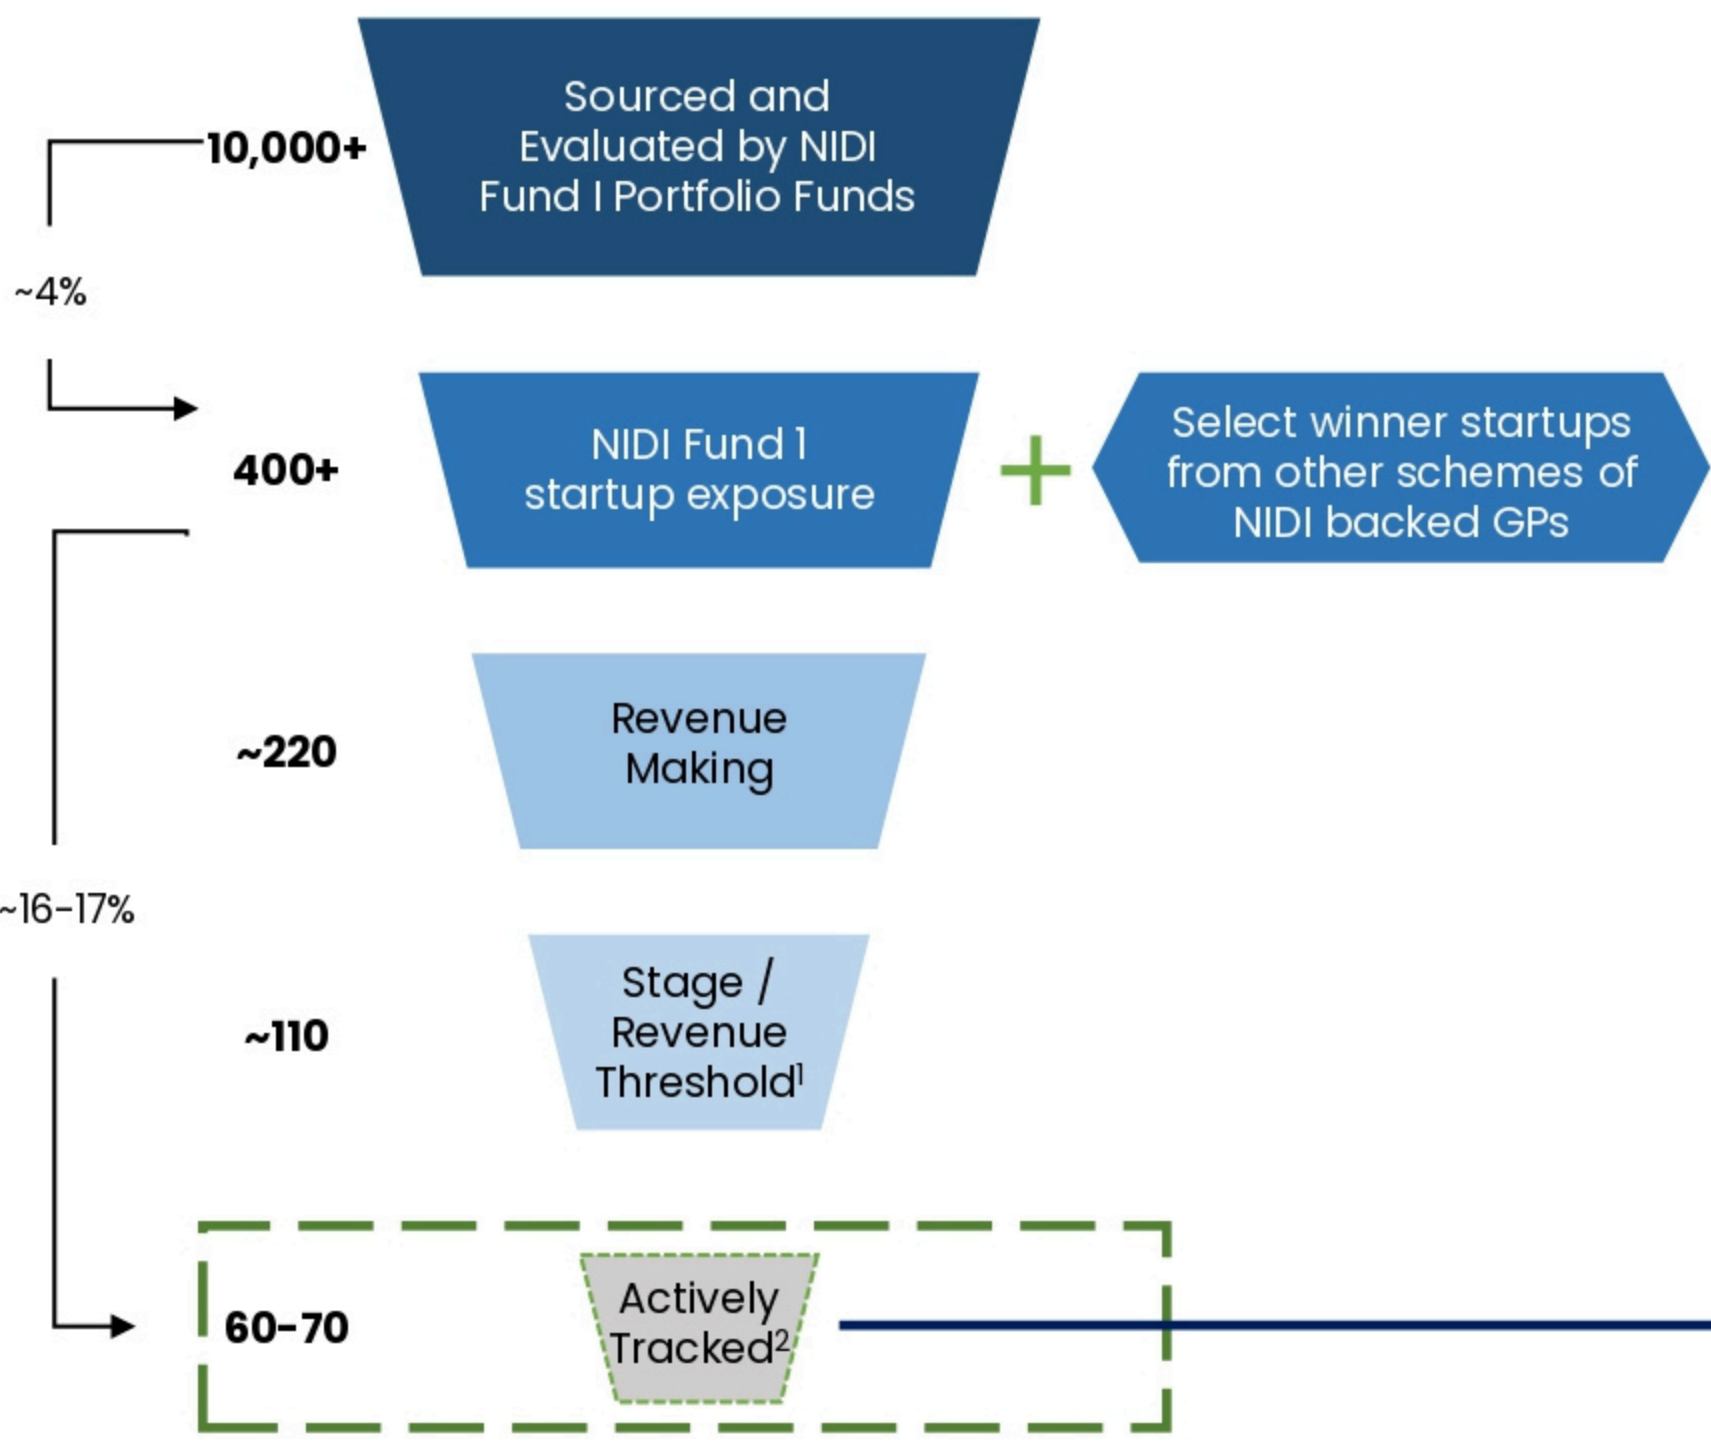 Sourced and
Evaluated by NIDI
Fund I Portfolio Funds
10,000+
~4%
400+
NIDI Fund 1
startup exposure
+
Select winner startups
from other schemes of
NIDI backed GPs
~220
Revenue
Making
~16-17%
~110
Stage /
Revenue
Threshold¹
60-70
Actively
Tracked²